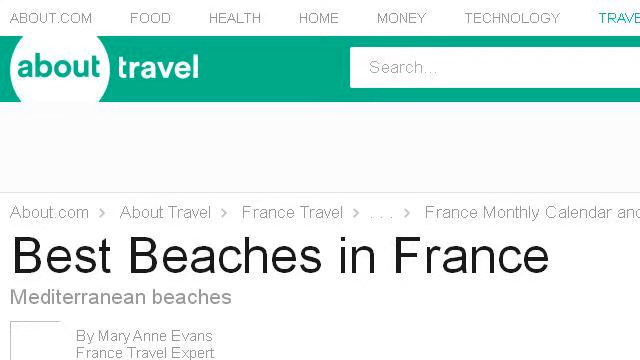 ABOUT.COM FOOD HEALTH HOME MONEY TECHNOLOGY TRAVE
about travel Search...
About.com > About Travel > France Travel > . . . > France Monthly Calendar and
Best Beaches in France
Mediterranean beaches
By Mary Anne Evans
France Travel Expert